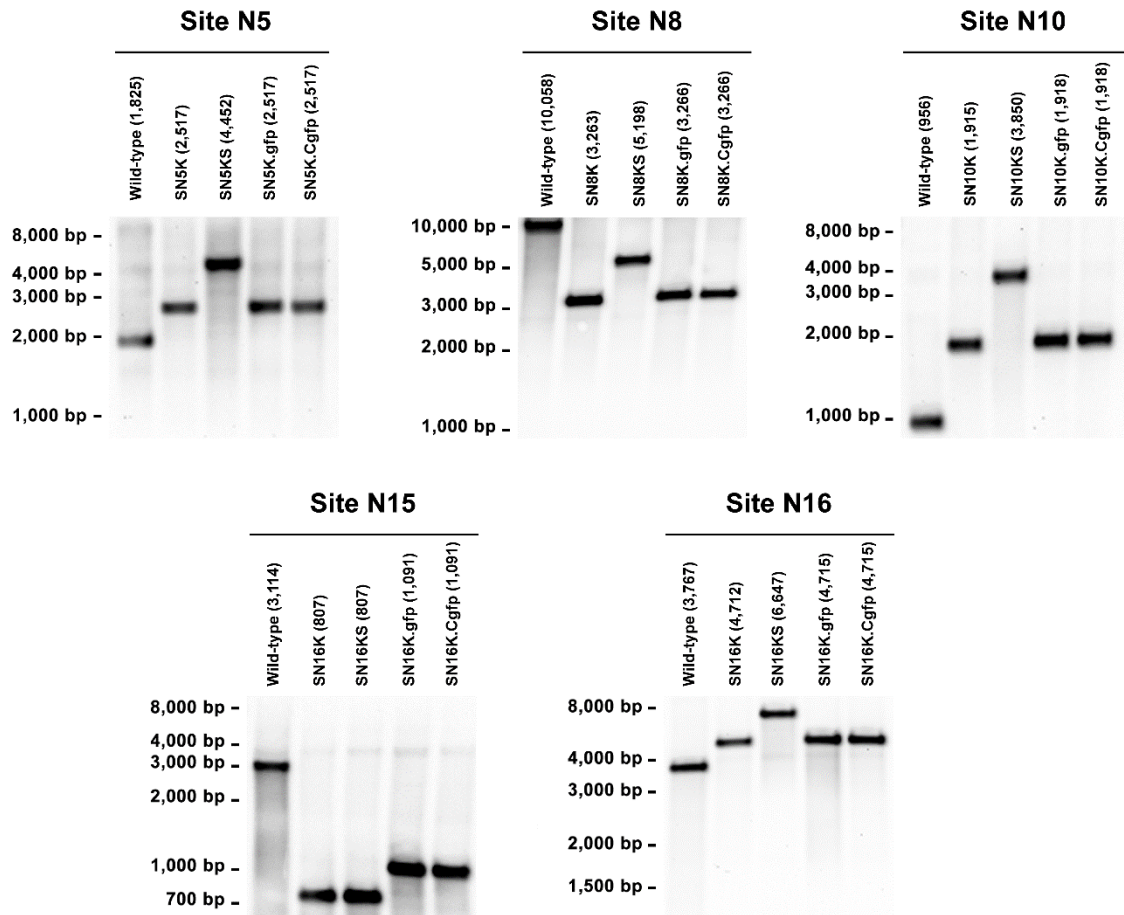 Site N5
Wild-type (1,825)
SN5K (2,517)
SN5KS (4,452)
SN5K.gfp (2,517)
SN5K.Cgfp (2,517)
8,000 bp -
4,000 bp -
3,000 bp -
2,000 bp -
1,000 bp -
Site N8
Wild-type (10,058)
SN8K (3,263)
SN8KS (5,198)
SN8K.gfp (3,266)
SN8K.Cgfp (3,266)
10,000 bp -
5,000 bp -
3,000 bp -
2,000 bp -
1,000 bp -
Site N10
Wild-type (956)
SN10K (1,915)
SN10KS (3,850)
SN10K.gfp (1,918)
SN10K.Cgfp (1,918)
8,000 bp -
4,000 bp -
3,000 bp -
2,000 bp -
1,000 bp -
Site N15
Wild-type (3,114)
SN16K (807)
SN16KS (807)
SN16K.gfp (1,091)
SN16K.Cgfp (1,091)
8,000 bp -
4,000 bp -
3,000 bp -
2,000 bp -
1,000 bp -
700 bp -
Site N16
Wild-type (3,767)
SN16K (4,712)
SN16KS (6,647)
SN16K.gfp (4,715)
SN16K.Cgfp (4,715)
8,000 bp -
4,000 bp -
3,000 bp -
2,000 bp -
1,500 bp -